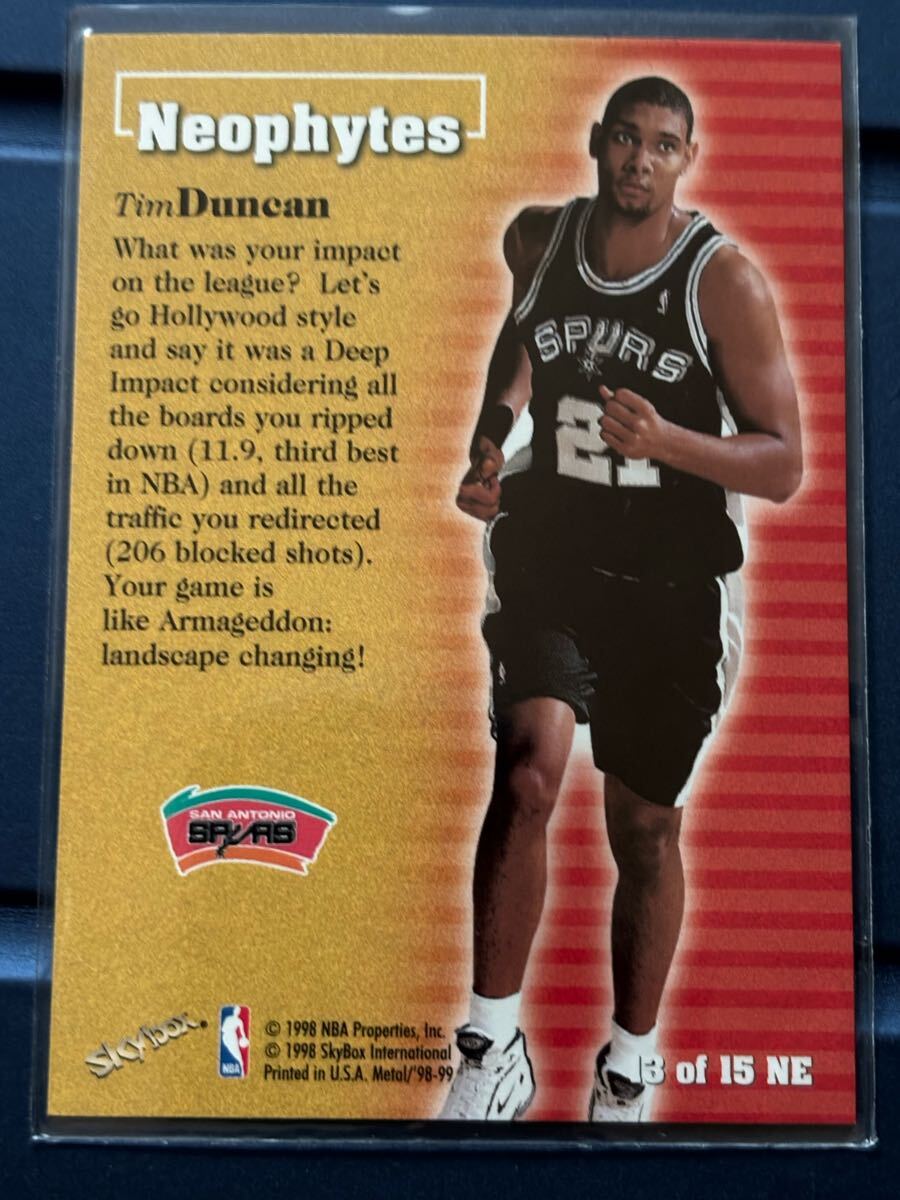 Neophytes
TimDuncan
What was your impact
on the league? Let's
go Hollywood style
and say it was a Deep
Impact considering all
the boards you ripped
down (11.9, third best
in NBA) and all the
traffic you redirected
(206 blocked shots).
Your game is
like Armageddon:
landscape changing!
SPURS
21
SAN ANTONIO
SPURS
skybox.
NBA
© 1998 NBA Properties, Inc.
© 1998 SkyBox International
Printed in U.S.A. Metal/'98-99
13 of 15 NE